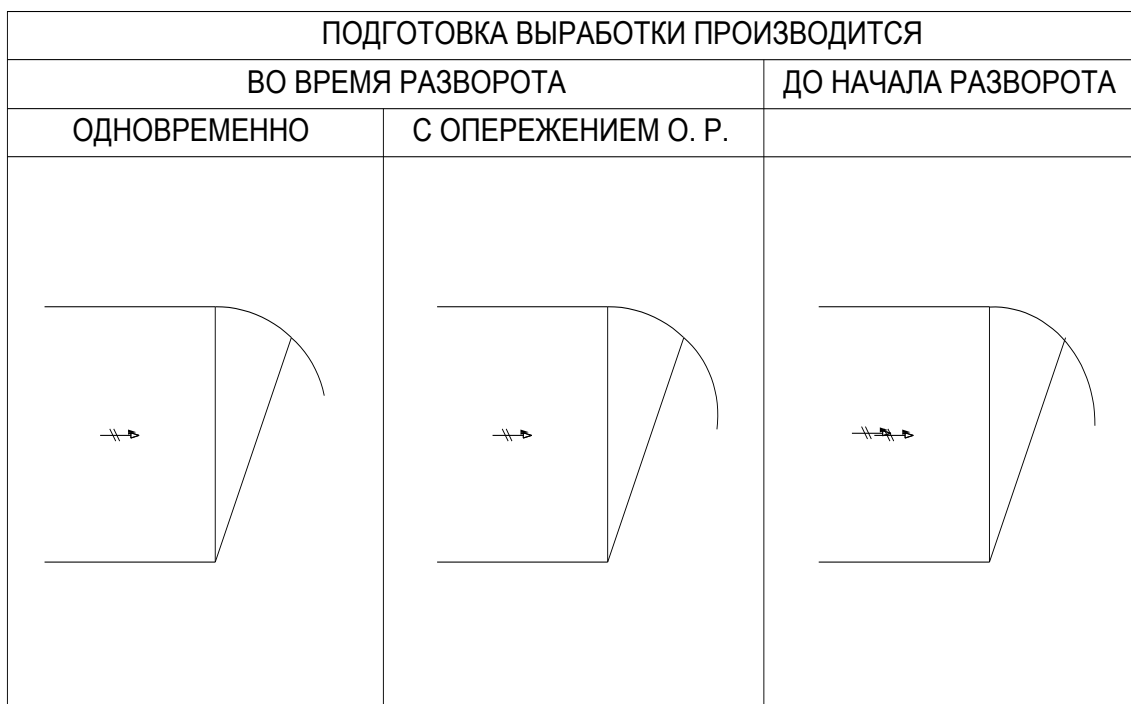 ПОДГОТОВКА ВЫРАБОТКИ ПРОИЗВОДИТСЯ
ВО ВРЕМЯ РАЗВОРОТА
ДО НАЧАЛА РАЗВОРОТА
ОДНОВРЕМЕННО
С ОПЕРЕЖЕНИЕМ О. Р.